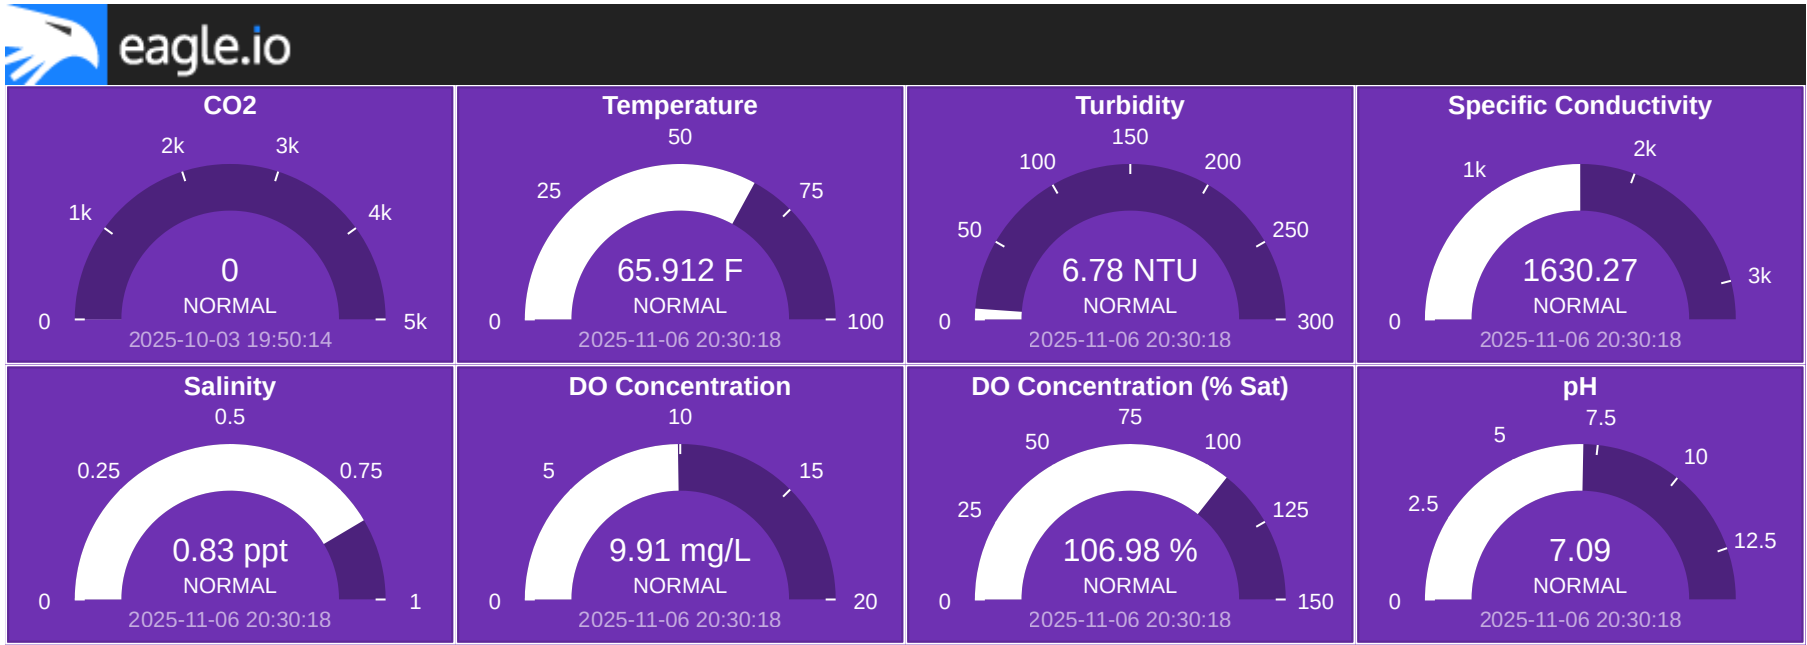 eagle.io
CO2
0
1k
2k
3k
4k
5k
0
NORMAL
2025-10-03 19:50:14
Temperature
0
25
50
75
100
65.912 F
NORMAL
2025-11-06 20:30:18
Turbidity
0
50
100
150
200
250
300
6.78 NTU
NORMAL
2025-11-06 20:30:18
Specific Conductivity
0
1k
2k
3k
1630.27
NORMAL
2025-11-06 20:30:18
Salinity
0
0.25
0.5
0.75
1
0.83 ppt
NORMAL
2025-11-06 20:30:18
DO Concentration
0
5
10
15
20
9.91 mg/L
NORMAL
2025-11-06 20:30:18
DO Concentration (% Sat)
0
25
50
75
100
125
150
106.98 %
NORMAL
2025-11-06 20:30:18
pH
0
2.5
5
7.5
10
12.5
7.09
NORMAL
2025-11-06 20:30:18